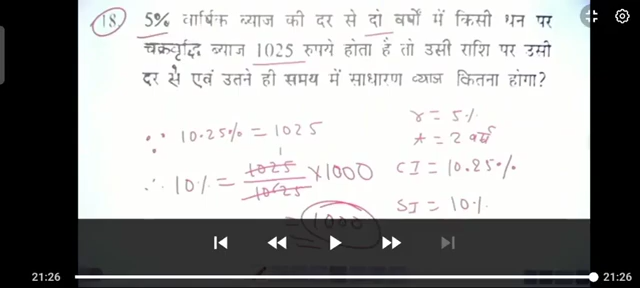 18. 5% वार्षिक ब्याज की दर से दो वर्षों में किसी धन पर
चक्रवृद्धि ब्याज 1025 रुपये होता है तो उसी राशि पर उसी
दर से एवं उतने ही समय में साधारण ब्याज कितना होगा?
r = 5%
∵ 10.25% = 1025
t = 2 वर्ष
∴ 10% = 1025/1025 × 1000
1
CI = 10.25%
= 1000
SI = 10%
21:26
21:26